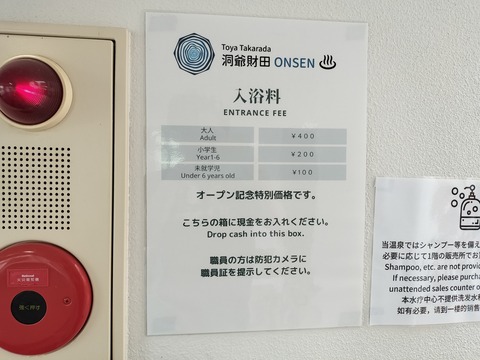 Toya Takarada
洞爺財田 ONSEN ♨
入浴料
ENTRANCE FEE
大人
Adult
￥400
小学生
Year1-6
￥200
未就学児
Under 6 years old
￥100
オープン記念特別価格です。
こちらの箱に現金をお入れください。
Drop cash into this box.
職員の方は防犯カメラに
職員証を提示してください。
強く押せ
当温泉ではシャンプー等を備え
必要に応じて1階の販売所でお
Shampoo, etc. are not provide
If necessary, please purcha
unattended sales counter o
本水疗中心不提供洗发水
如有必要，请到一楼的销售